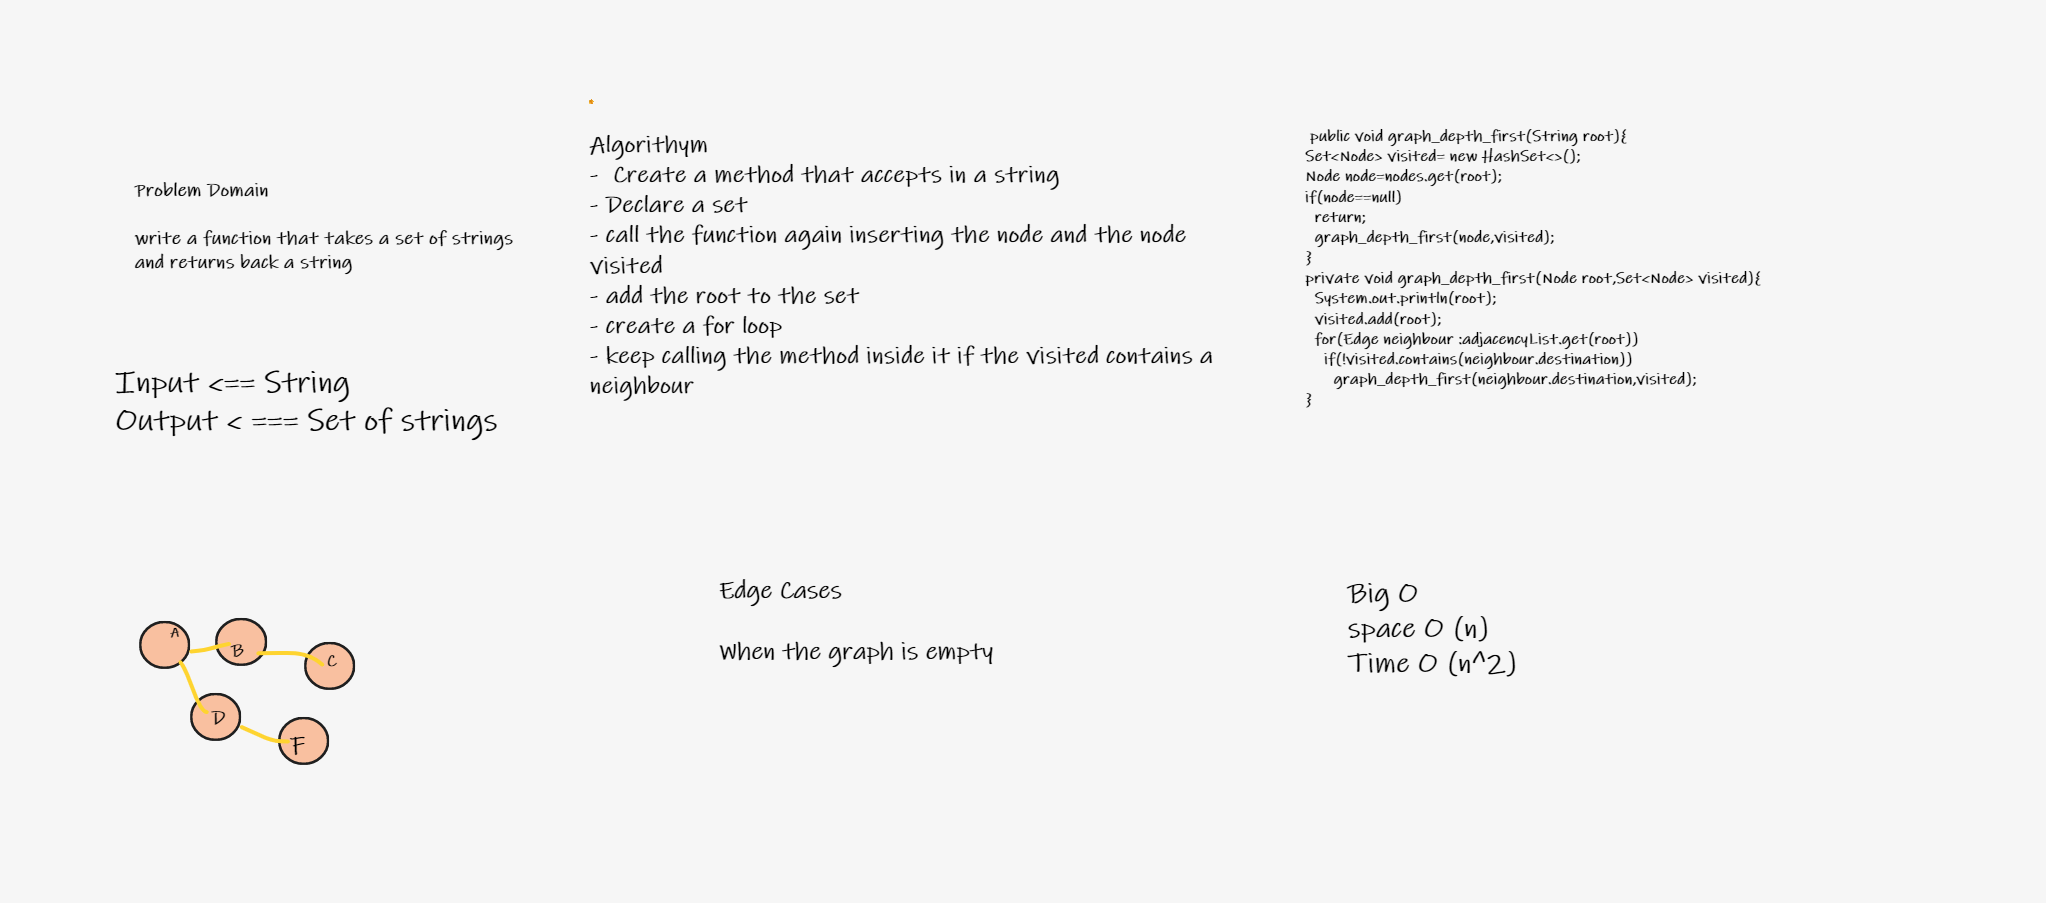 Problem Domain
write a function that takes a set of strings
and returns back a string
Input <== String
Output < === Set of strings
Algorithym
-  Create a method that accepts in a string
- Declare a set
- call the function again inserting the node and the node
visited
- add the root to the set
- create a for loop
- keep calling the method inside it if the visited contains a
neighbour
public void graph_depth_first(String root){
Set<Node> visited= new HashSet<>();
Node node=nodes.get(root);
if(node==null)
return;
graph_depth_first(node,visited);
}
private void graph_depth_first(Node root,Set<Node> visited){
System.out.println(root);
visited.add(root);
for(Edge neighbour :adjacencyList.get(root))
if(!visited.contains(neighbour.destination))
graph_depth_first(neighbour.destination,visited);
}
A
B
C
D
F
Edge Cases
When the graph is empty
Big O
space O (n)
Time O (n^2)